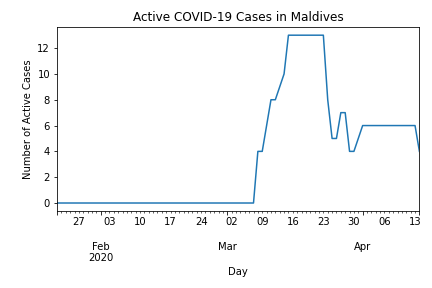 Active COVID-19 Cases in Maldives
Number of Active Cases
12
10
8
6
4
2
0
27 03 10 17 24 02 09 16 23 30 06 13
Feb Mar Apr
2020
Day